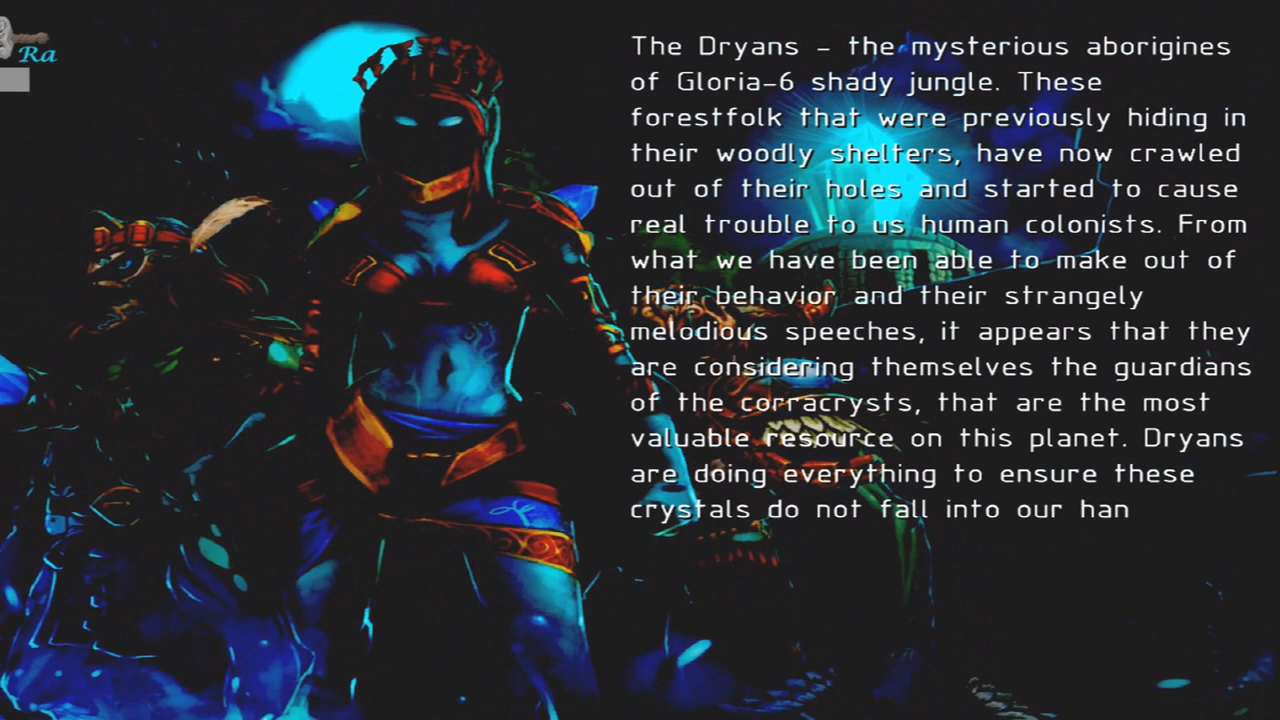 Ra
The Dryans – the mysterious aborigines
of Gloria-6 shady jungle. These
forestfolk that were previously hiding in
their woodly shelters, have now crawled
out of their holes and started to cause
real trouble to us human colonists. From
what we have been able to make out of
their behavior and their strangely
melodious speeches, it appears that they
are considering themselves the guardians
of the corracrysts, that are the most
valuable resource on this planet. Dryans
are doing everything to ensure these
crystals do not fall into our han